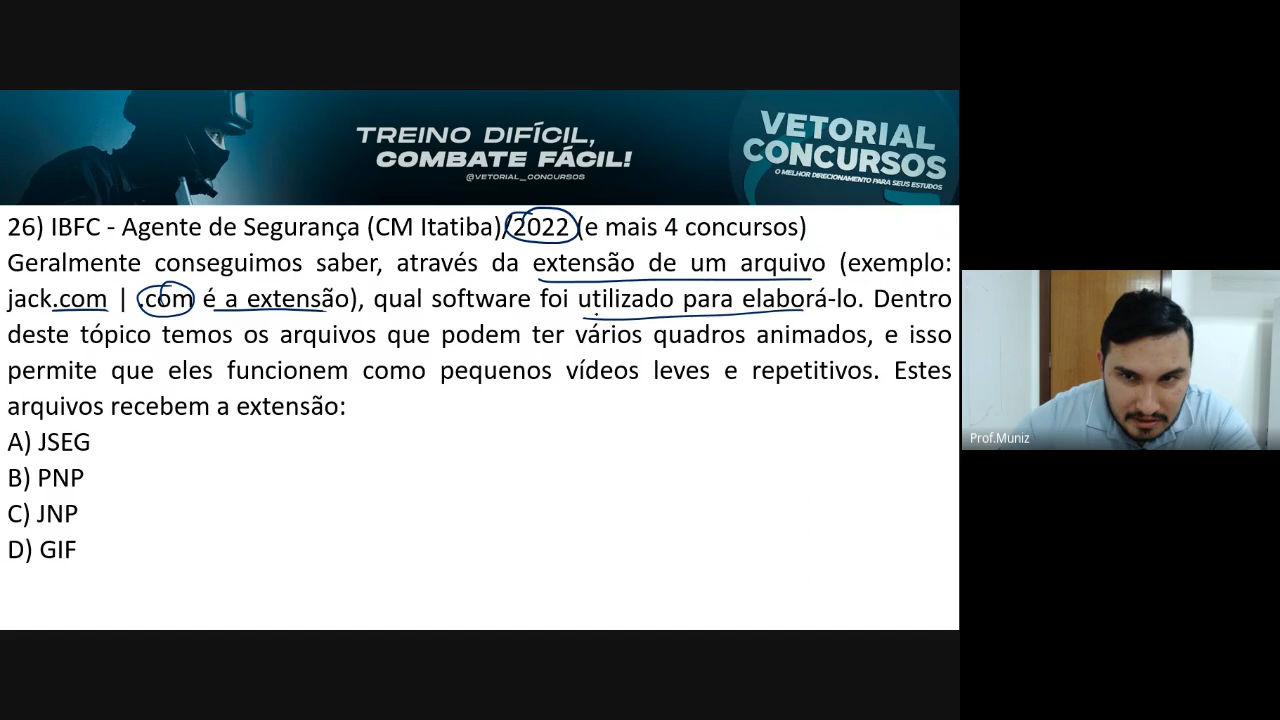 TREINO DIFÍCIL,
COMBATE FÁCIL!
@VETORIAL_CONCURSOS
VETORIAL
CONCURSOS
O MELHOR DIRECIONAMENTO PARA SEUS ESTUDOS
26) IBFC - Agente de Segurança (CM Itatiba)/2022 (e mais 4 concursos)
Geralmente conseguimos saber, através da extensão de um arquivo (exemplo:
jack.com | .com é a extensão), qual software foi utilizado para elaborá-lo. Dentro
deste tópico temos os arquivos que podem ter vários quadros animados, e isso
permite que eles funcionem como pequenos vídeos leves e repetitivos. Estes
arquivos recebem a extensão:
A) JSEG
B) PNP
C) JNP
D) GIF
Prof.Muniz